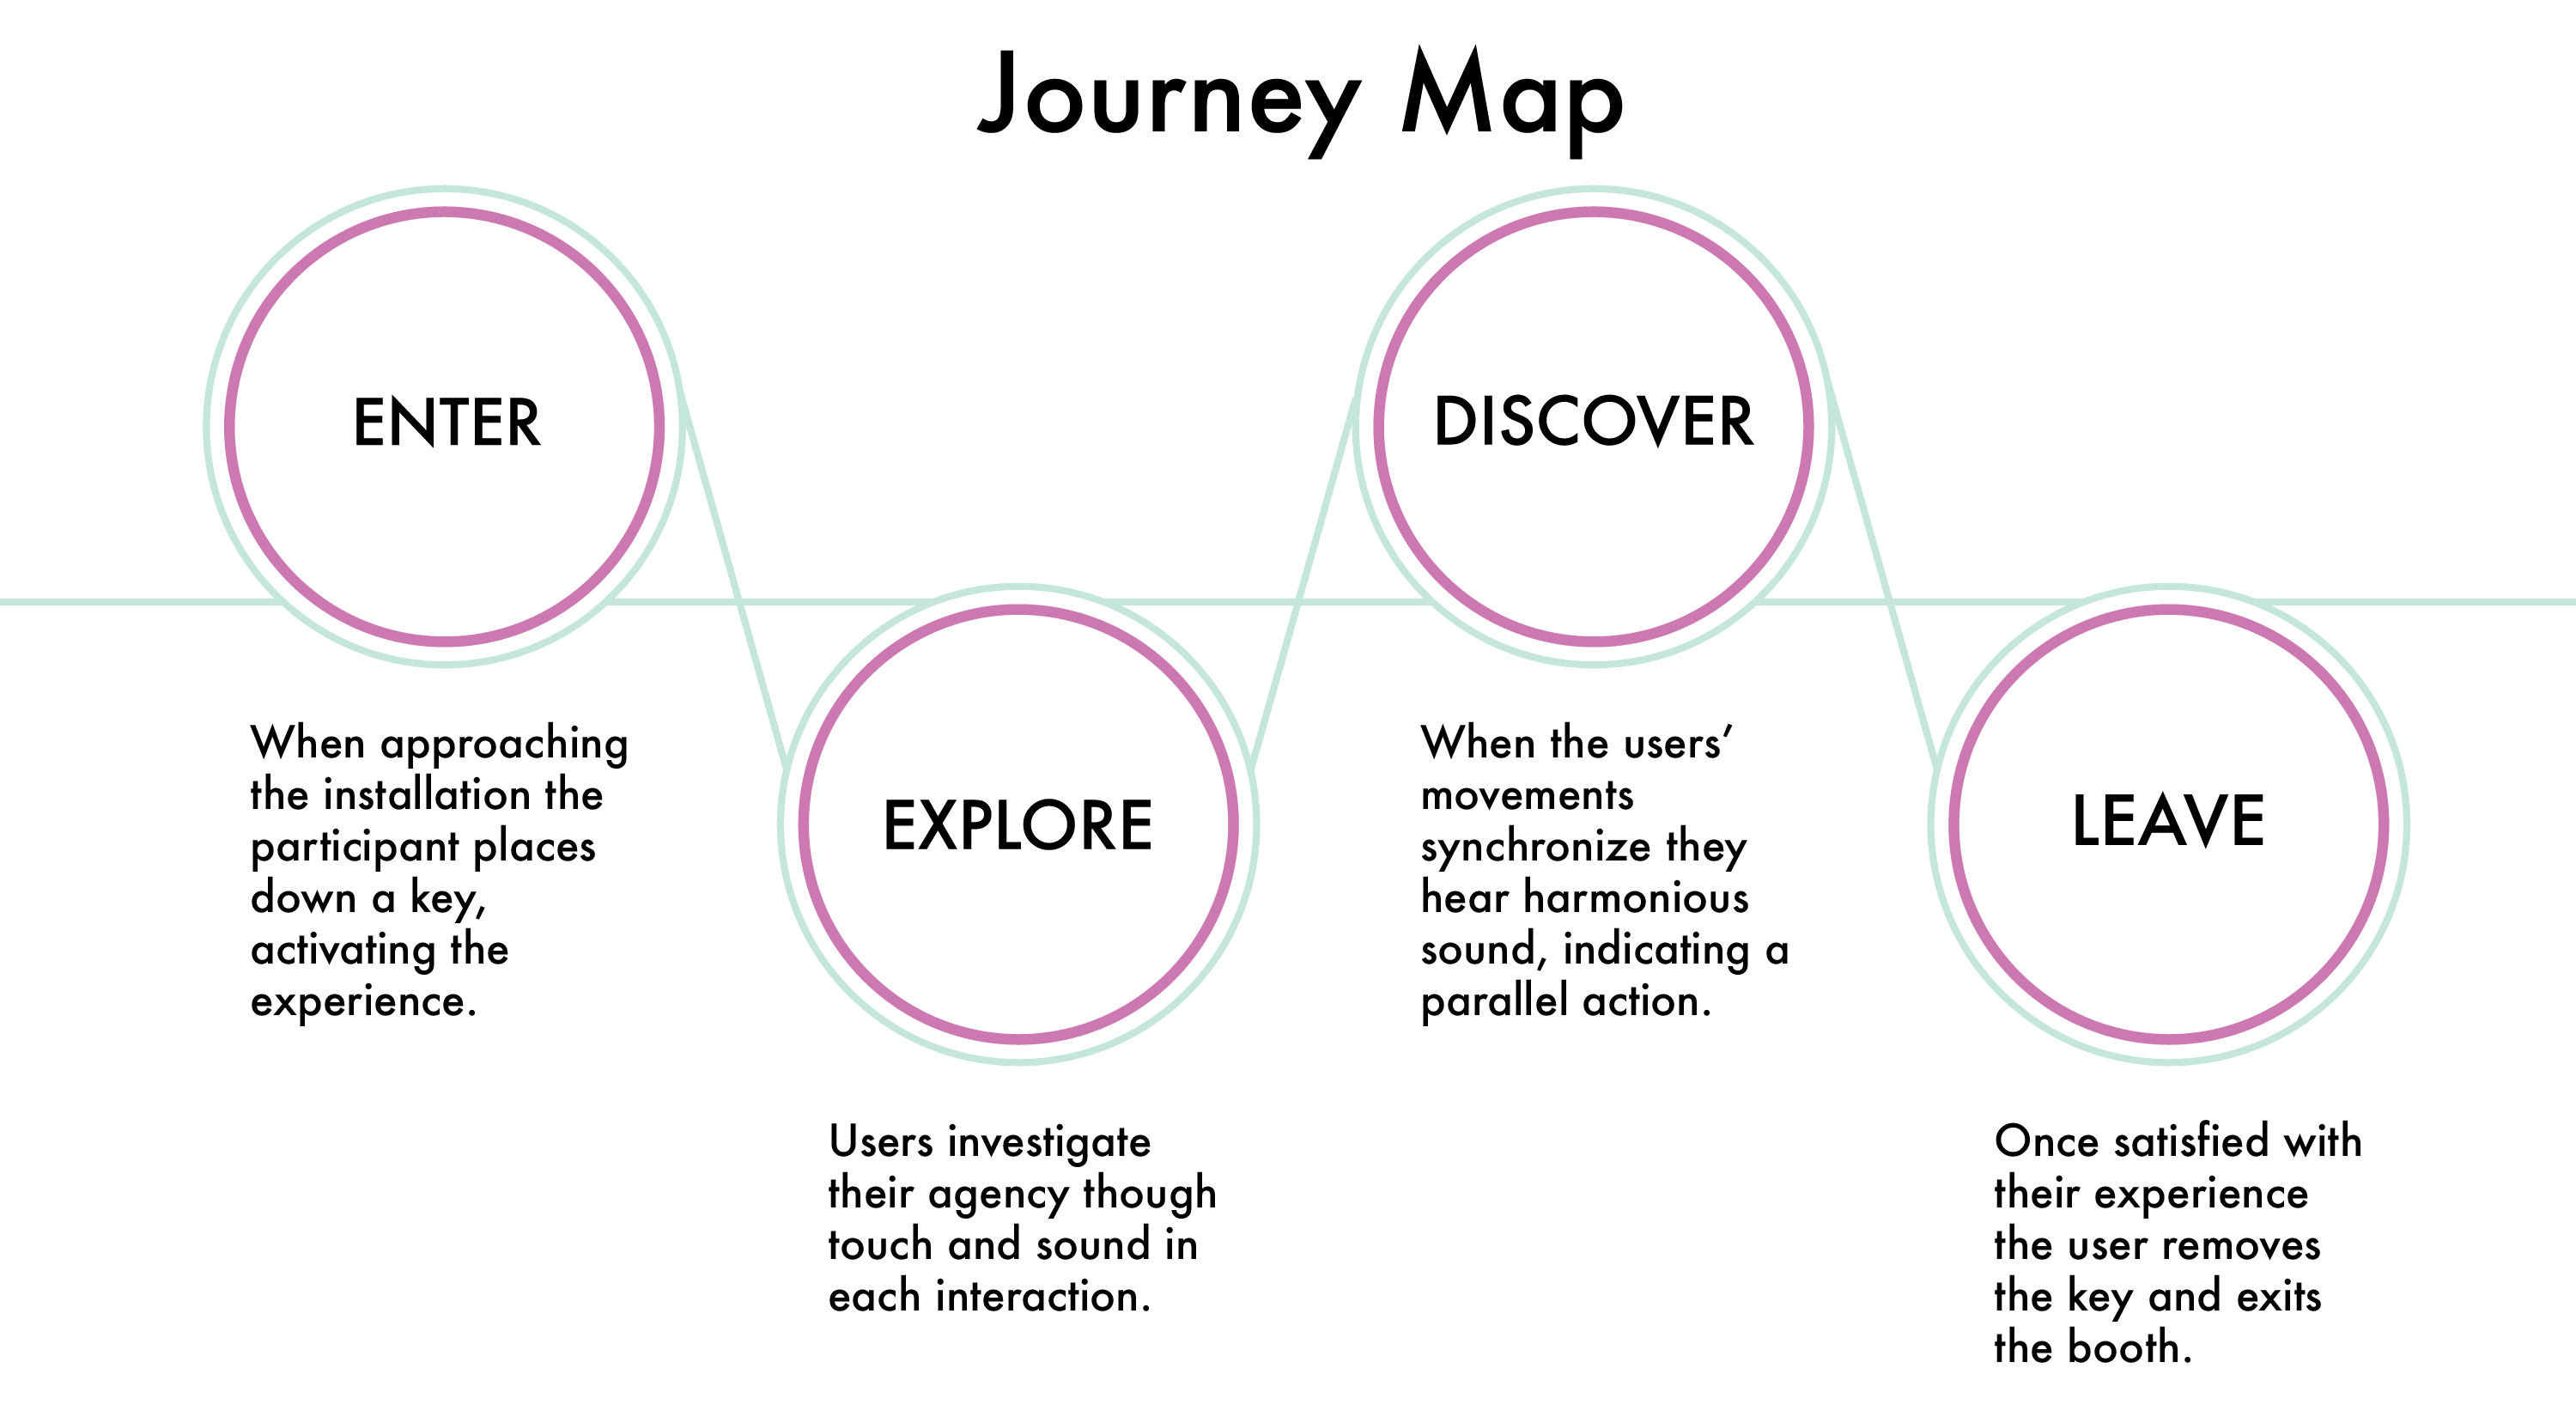 Journey Map
ENTER
When approaching
the installation the
participant places
down a key,
activating the
experience.
EXPLORE
Users investigate
their agency though
touch and sound in
each interaction.
DISCOVER
When the users’
movements
synchronize they
hear harmonious
sound, indicating a
parallel action.
LEAVE
Once satisfied with
their experience
the user removes
the key and exits
the booth.